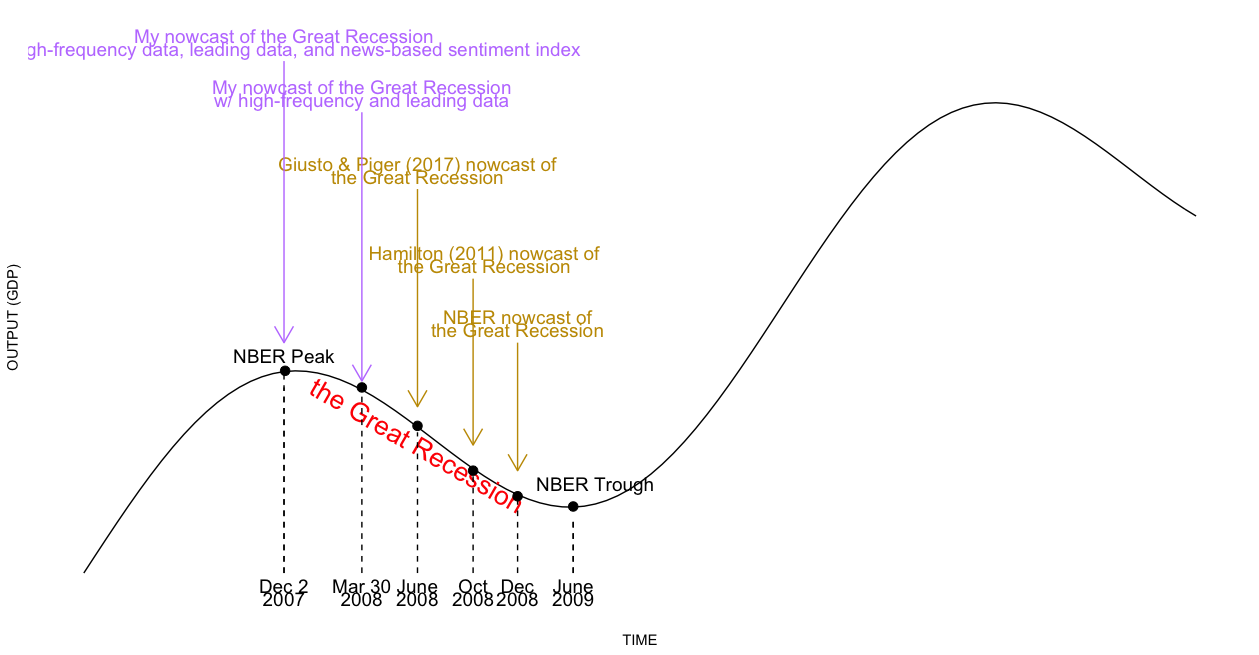 My nowcast of the Great Recession
gh-frequency data, leading data, and news-based sentiment index
My nowcast of the Great Recession
w/ high-frequency and leading data
Giusto & Piger (2017) nowcast of
the Great Recession
Hamilton (2011) nowcast of
the Great Recession
NBER nowcast of
the Great Recession
OUTPUT (GDP)
NBER Peak
the Great Recession
NBER Trough
Dec 2
2007
Mar 30
2008
June
2008
Oct
2008
Dec
2008
June
2009
TIME